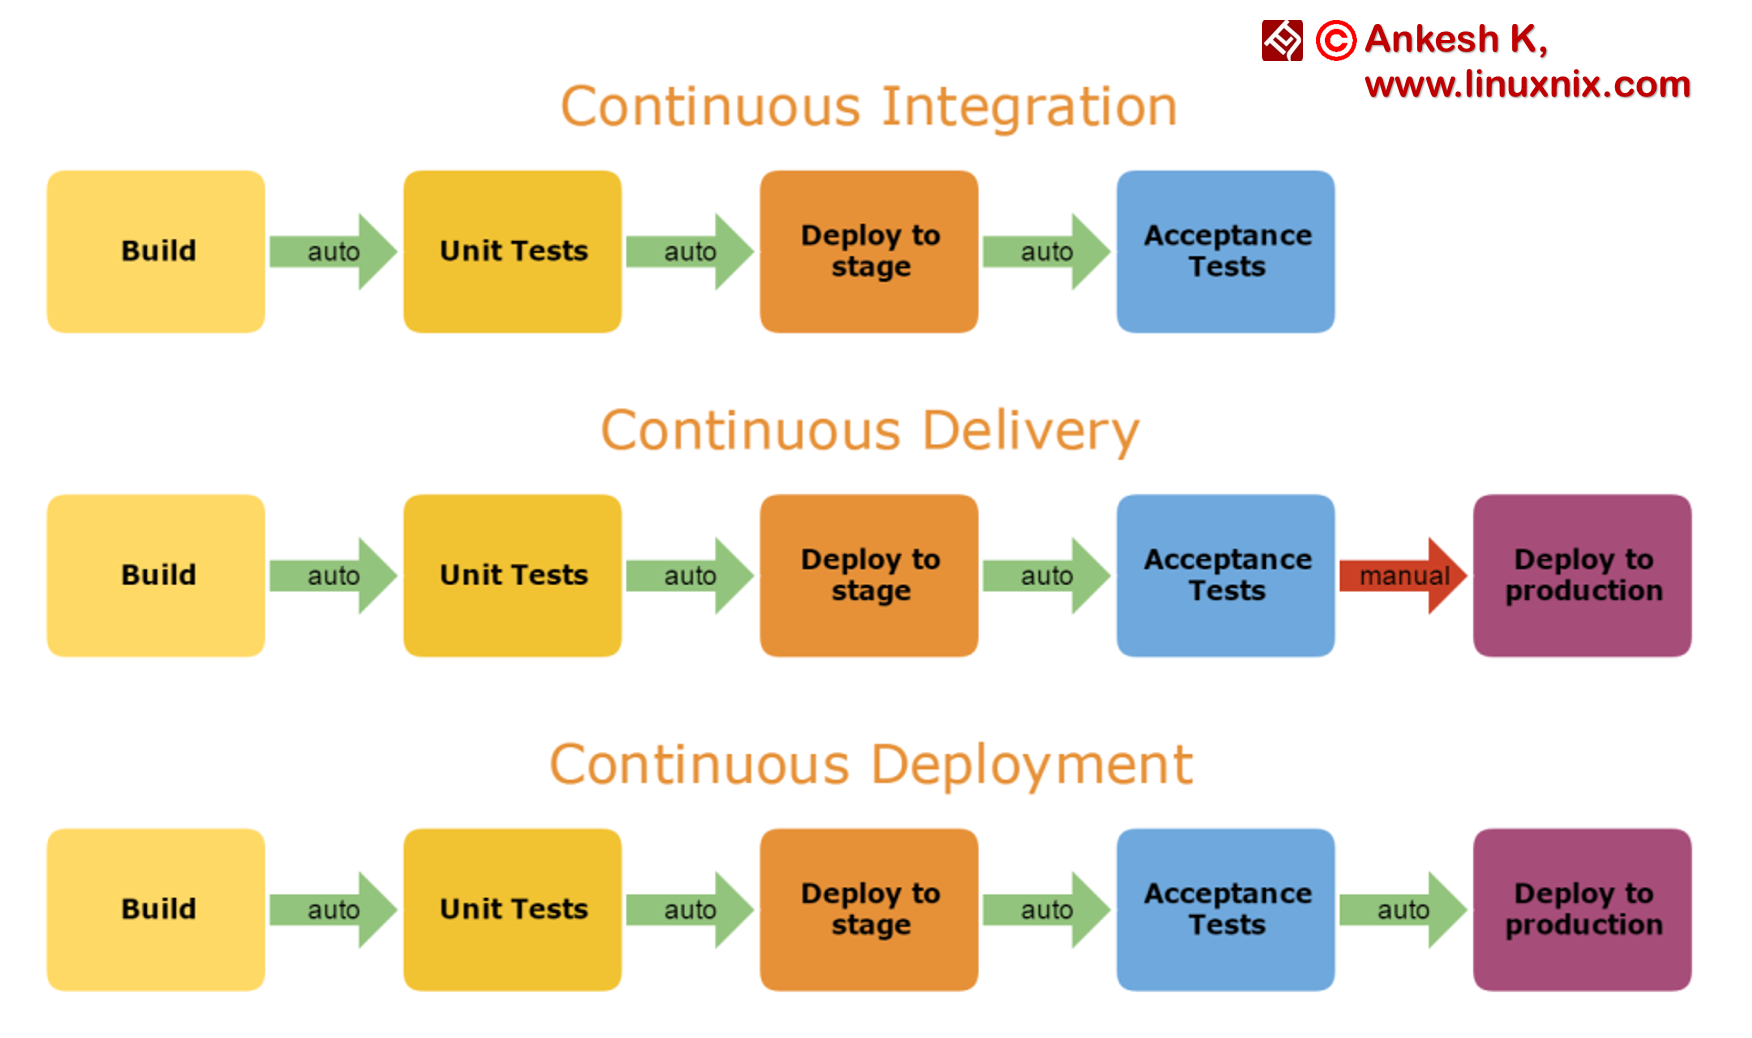 © Ankesh K,
www.linuxnix.com
Continuous Integration
Build
auto
Unit Tests
auto
Deploy to
stage
auto
Acceptance
Tests
Continuous Delivery
Build
auto
Unit Tests
auto
Deploy to
stage
auto
Acceptance
Tests
manual
Deploy to
production
Continuous Deployment
Build
auto
Unit Tests
auto
Deploy to
stage
auto
Acceptance
Tests
auto
Deploy to
production